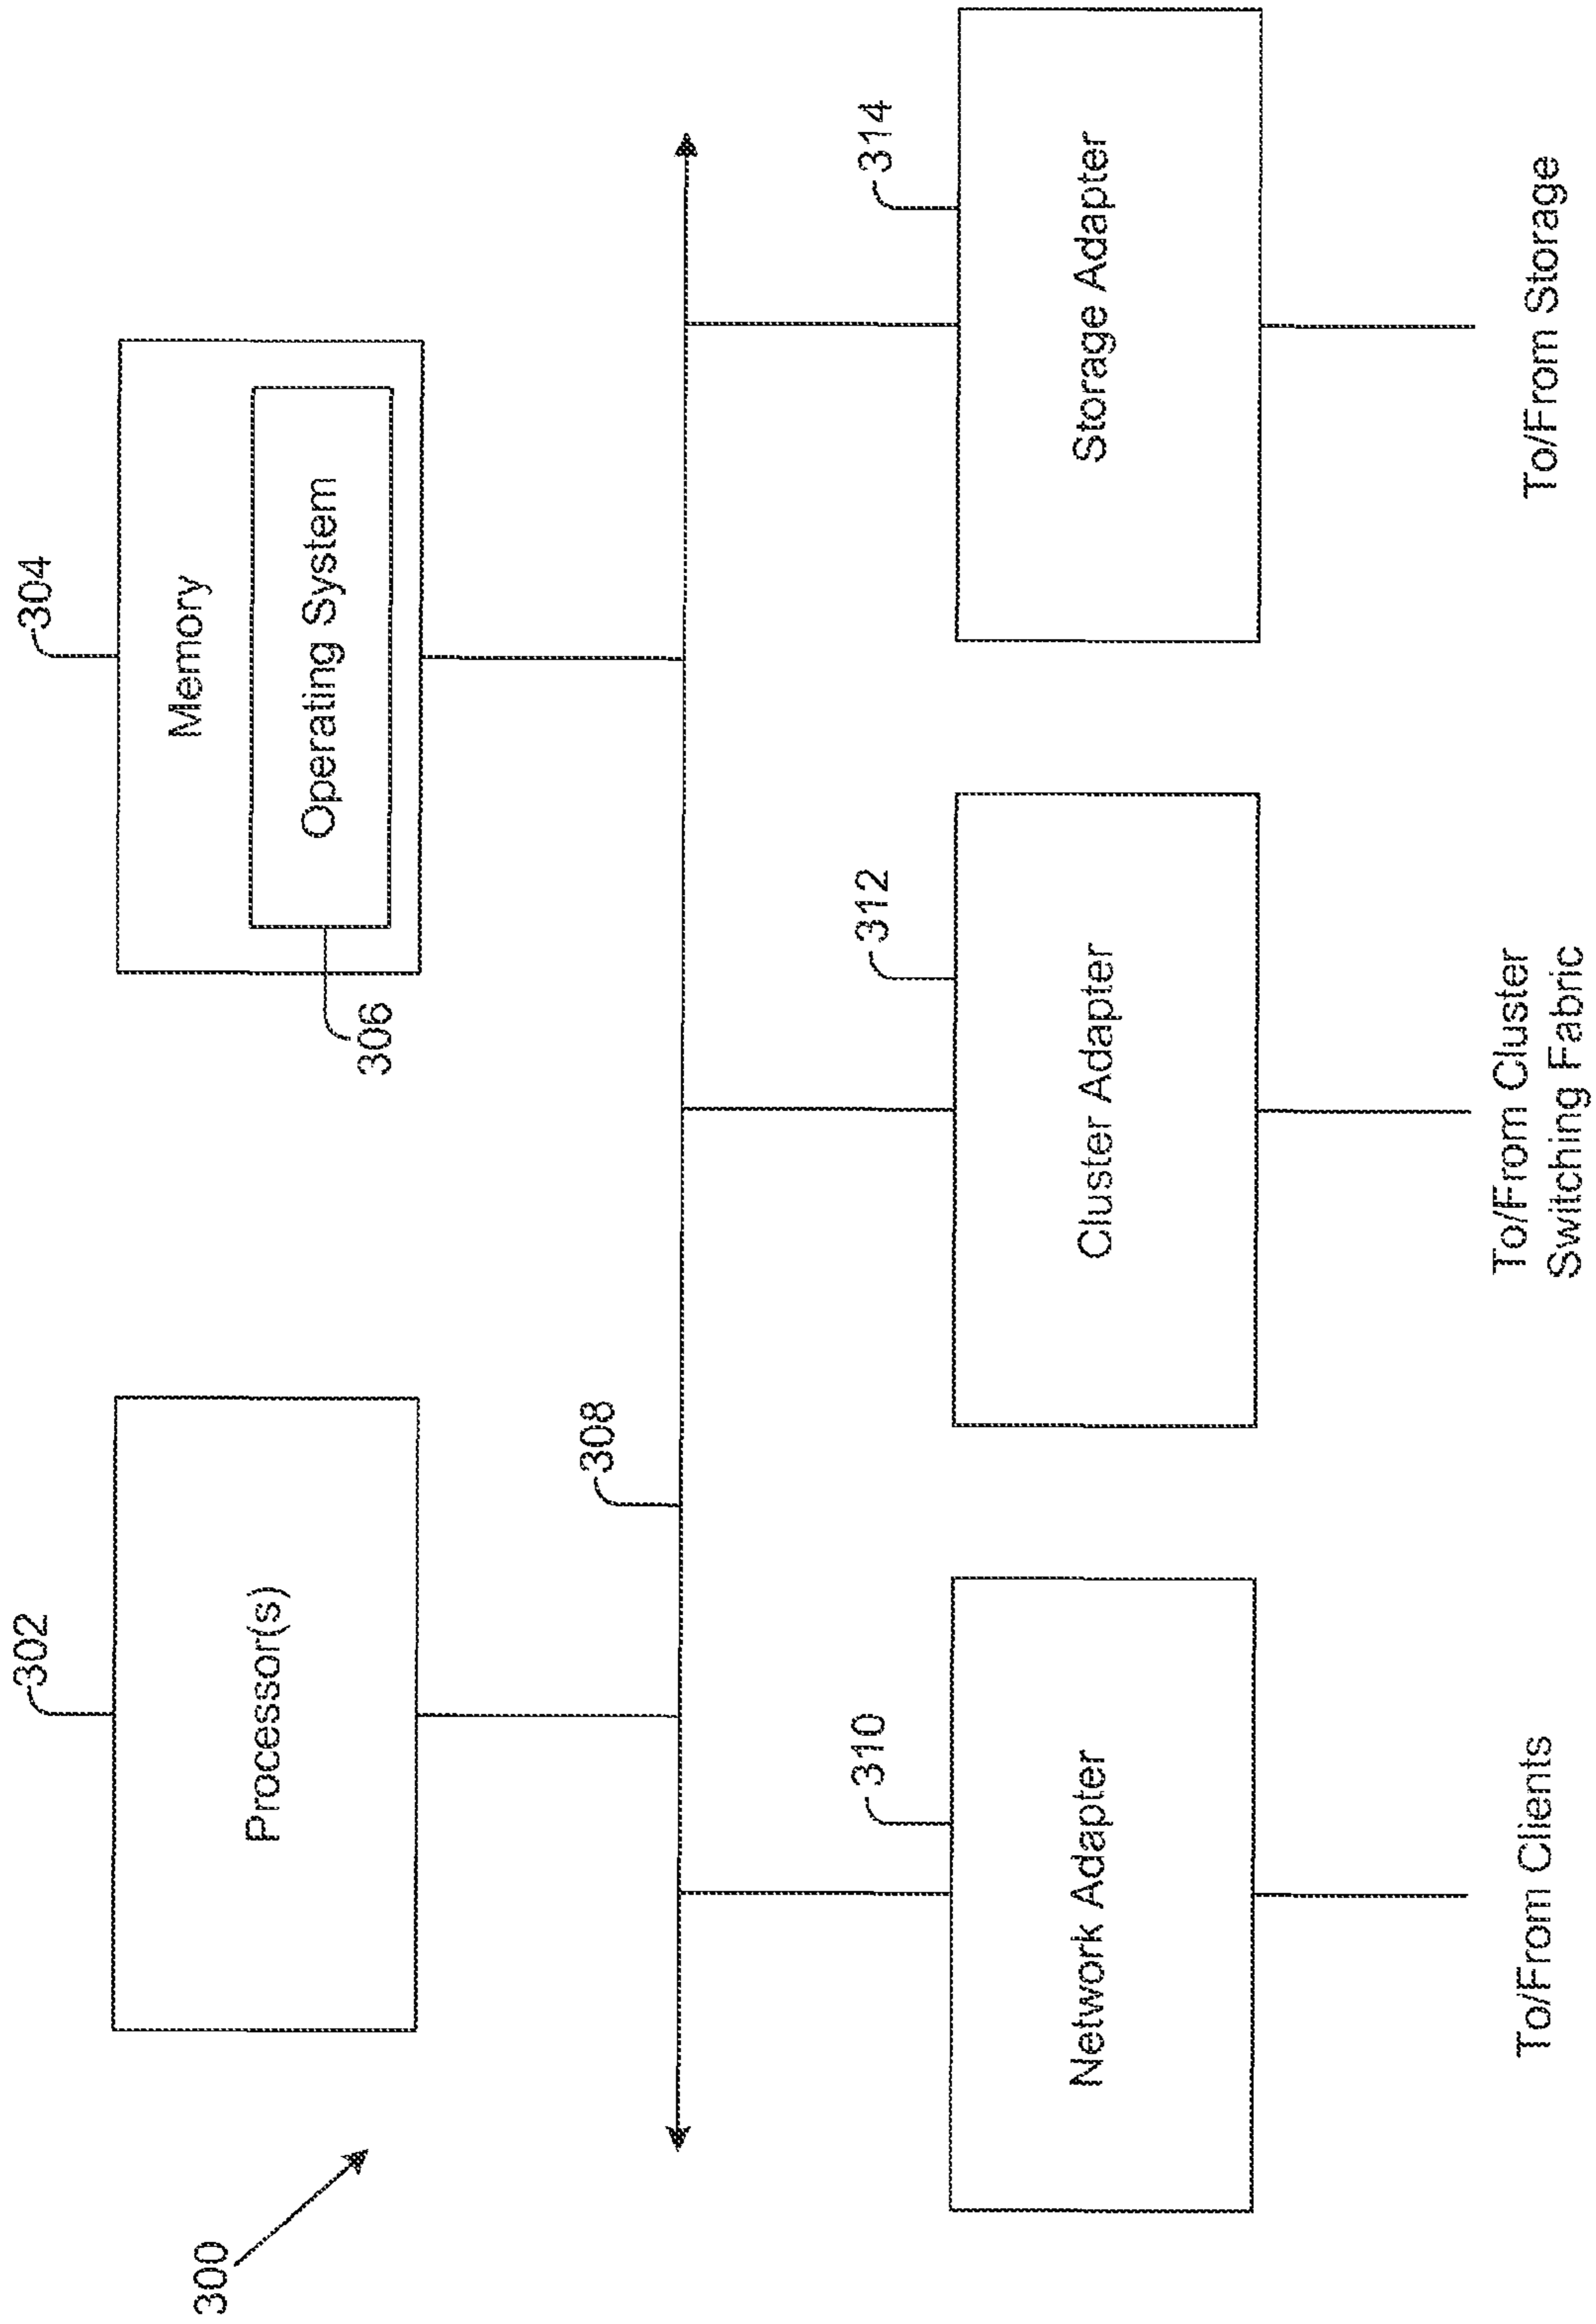 300
302
Processor(s)
304
Memory
Operating System
306
308
310
Network Adapter
312
Cluster Adapter
314
Storage Adapter
To/From Clients
To/From Cluster
Switching Fabric
To/From Storage